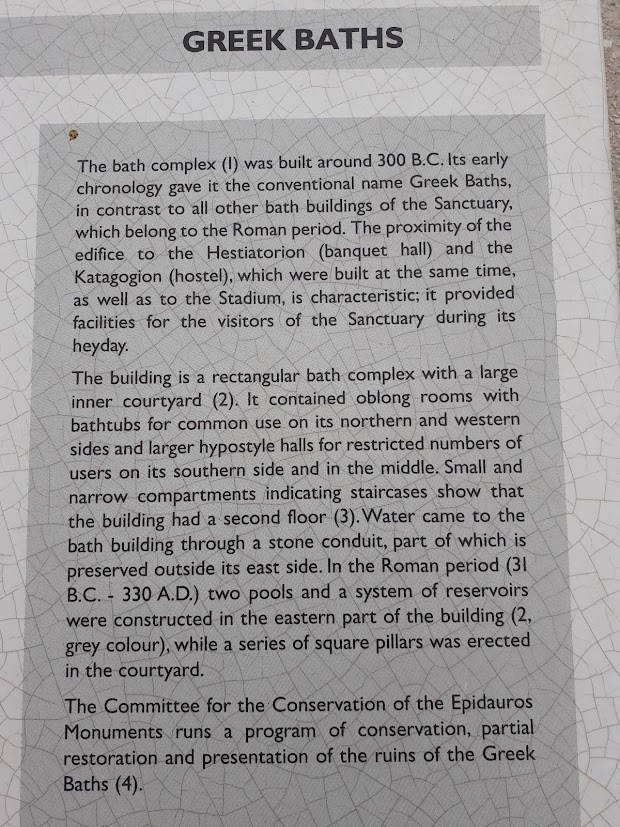 GREEK BATHS
The bath complex (1) was built around 300 B.C. Its early
chronology gave it the conventional name Greek Baths,
in contrast to all other bath buildings of the Sanctuary,
which belong to the Roman period. The proximity of the
edifice to the Hestiatorion (banquet hall) and the
Katagogion (hostel), which were built at the same time,
as well as to the Stadium, is characteristic; it provided
facilities for the visitors of the Sanctuary during its
heyday.
The building is a rectangular bath complex with a large
inner courtyard (2). It contained oblong rooms with
bathtubs for common use on its northern and western
sides and larger hypostyle halls for restricted numbers of
users on its southern side and in the middle. Small and
narrow compartments indicating staircases show that
the building had a second floor (3). Water came to the
bath building through a stone conduit, part of which is
preserved outside its east side. In the Roman period (31
B.C. - 330 A.D.) two pools and a system of reservoirs
were constructed in the eastern part of the building (2,
grey colour), while a series of square pillars was erected
in the courtyard.
The Committee for the Conservation of the Epidauros
Monuments runs a program of conservation, partial
restoration and presentation of the ruins of the Greek
Baths (4).